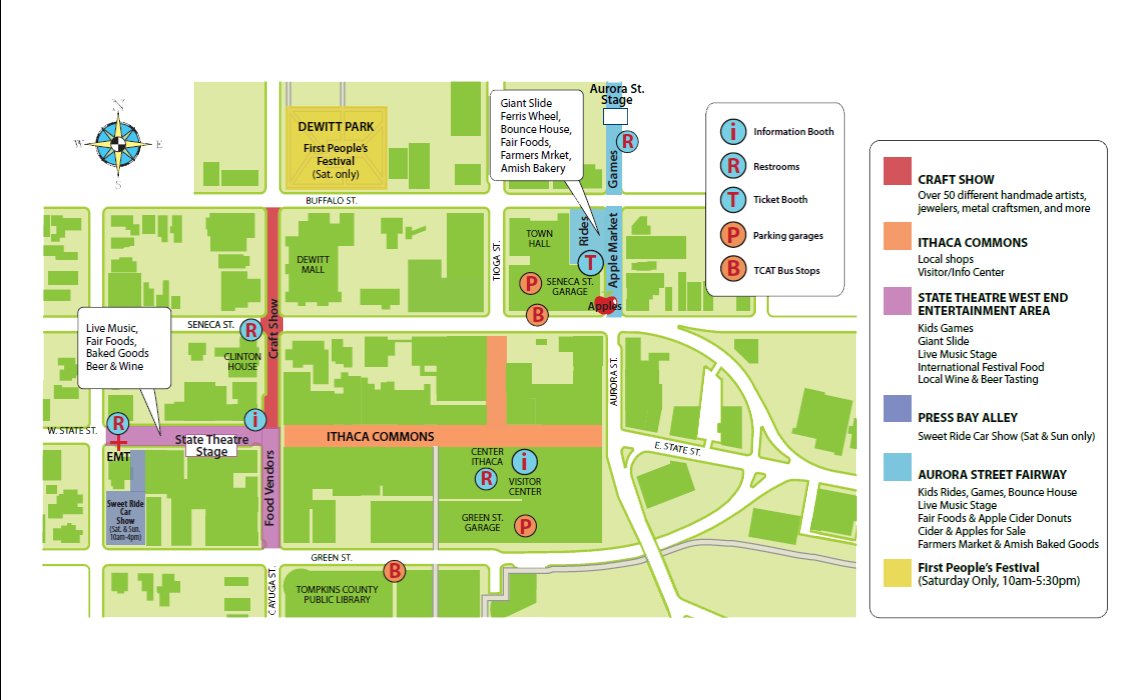 N
W
E
S
DEWITT PARK
First People's
Festival
(Sat. only)
Giant Slide
Ferris Wheel,
Bounce House,
Fair Foods,
Farmers Mrket,
Amish Bakery
Aurora St.
Stage
R
Games
BUFFALO ST.
i Information Booth
R Restrooms
T Ticket Booth
P Parking garages
B TCAT Bus Stops
DEWITT
MALL
TIOGA ST.
TOWN
HALL
Rides
Apple Market
T
P
SENECA ST.
GARAGE
B
Apples
Live Music,
Fair Foods,
Baked Goods
Beer & Wine
SENECA ST.
R
Craft Show
CLINTON
HOUSE
AURORA ST.
W. STATE ST.
R
EMT
i
State Theatre
Stage
ITHACA COMMONS
E. STATE ST.
Food Vendors
CENTER
ITHACA
R
i
VISITOR
CENTER
Sweet Ride
Car
Show
(Sat. & Sun,
10am-4pm)
GREEN ST.
GARAGE
P
GREEN ST.
B
CAYUGA ST.
TOMPKINS COUNTY
PUBLIC LIBRARY
CRAFT SHOW
Over 50 different handmade artists,
jewelers, metal craftsmen, and more
ITHACA COMMONS
Local shops
Visitor/Info Center
STATE THEATRE WEST END
ENTERTAINMENT AREA
Kids Games
Giant Slide
Live Music Stage
International Festival Food
Local Wine & Beer Tasting
PRESS BAY ALLEY
Sweet Ride Car Show (Sat & Sun only)
AURORA STREET FAIRWAY
Kids Rides, Games, Bounce House
Live Music Stage
Fair Foods & Apple Cider Donuts
Cider & Apples for Sale
Farmers Market & Amish Baked Goods
First People's Festival
(Saturday Only, 10am-5:30pm)